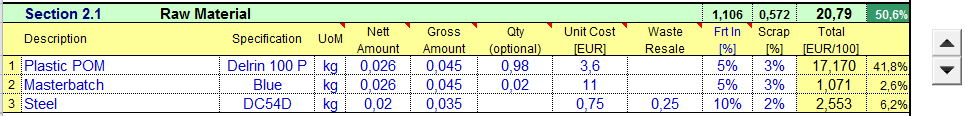 Section 2.1 Raw Material 1,106 0,572 20,79 50,6%
Description Specification UoM Nett Amount Gross Amount Qty (optional) Unit Cost [EUR] Waste Resale Frt In [%] Scrap [%] Total [EUR/100]
1 Plastic POM Delrin 100 P kg 0,026 0,045 0,98 3,6 5% 3% 17,170 41,8%
2 Masterbatch Blue kg 0,026 0,045 0,02 11 5% 3% 1,071 2,6%
3 Steel DC54D kg 0,02 0,035 0,75 0,25 10% 2% 2,553 6,2%